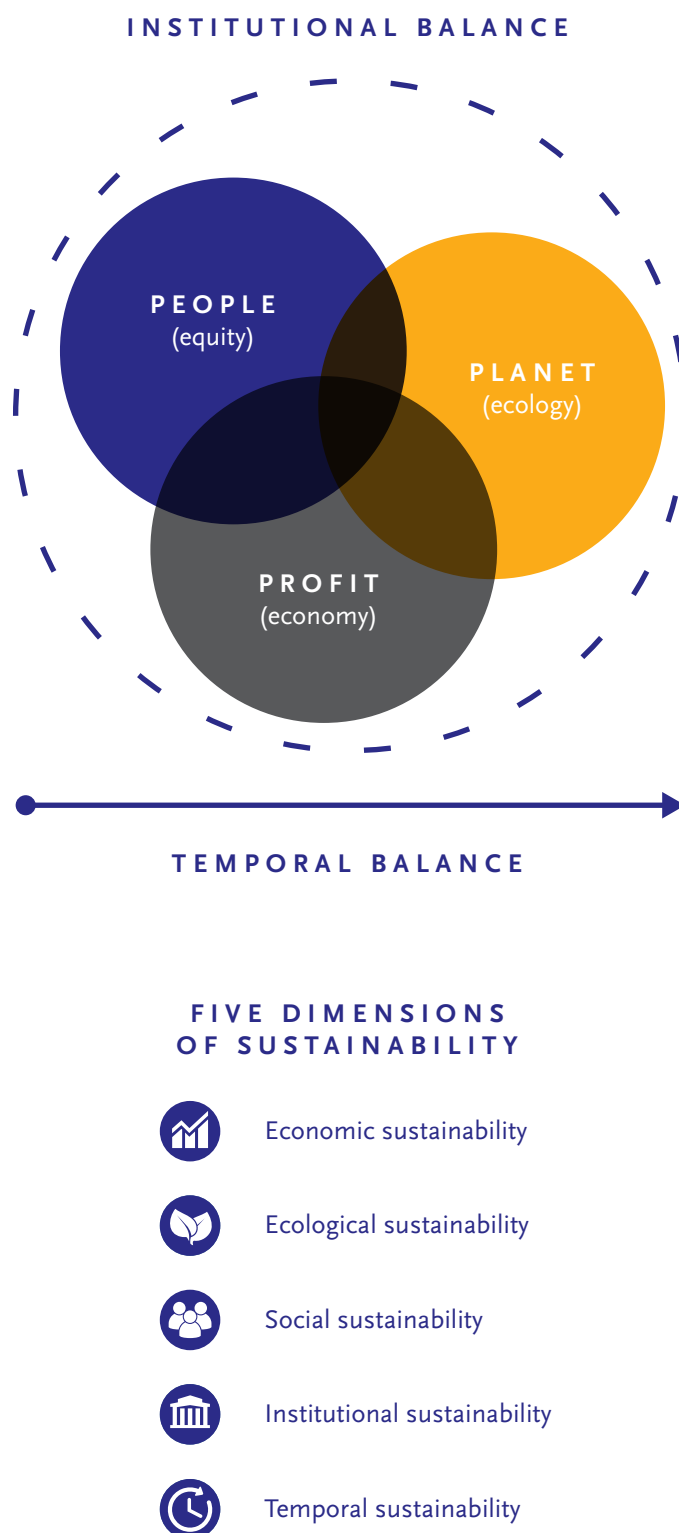 INSTITUTIONAL BALANCE
PEOPLE
(equity)
PLANET
(ecology)
PROFIT
(economy)
TEMPORAL BALANCE
FIVE DIMENSIONS
OF SUSTAINABILITY
Economic sustainability
Ecological sustainability
Social sustainability
Institutional sustainability
Temporal sustainability